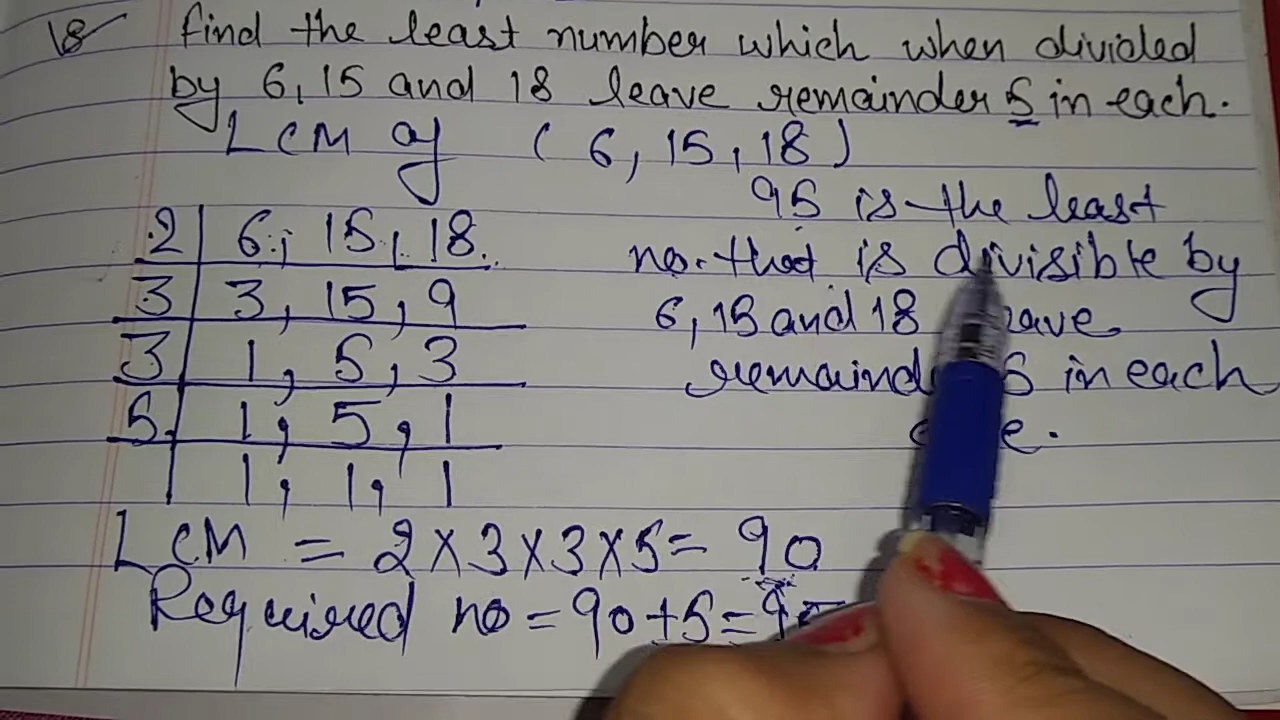 18 find the least number which when divided
by 6, 15 and 18 leave remainder 5 in each.
LCM of (6, 15, 18)
2 | 6, 15, 18
3 | 3, 15, 9
3 | 1, 5, 3
5 | 1, 5, 1
| 1, 1, 1
LCM = 2 × 3 × 3 × 5 = 90
Required no = 90 + 5 = 95
95 is the least
no. that is divisible by
6, 15 and 18
5 in each